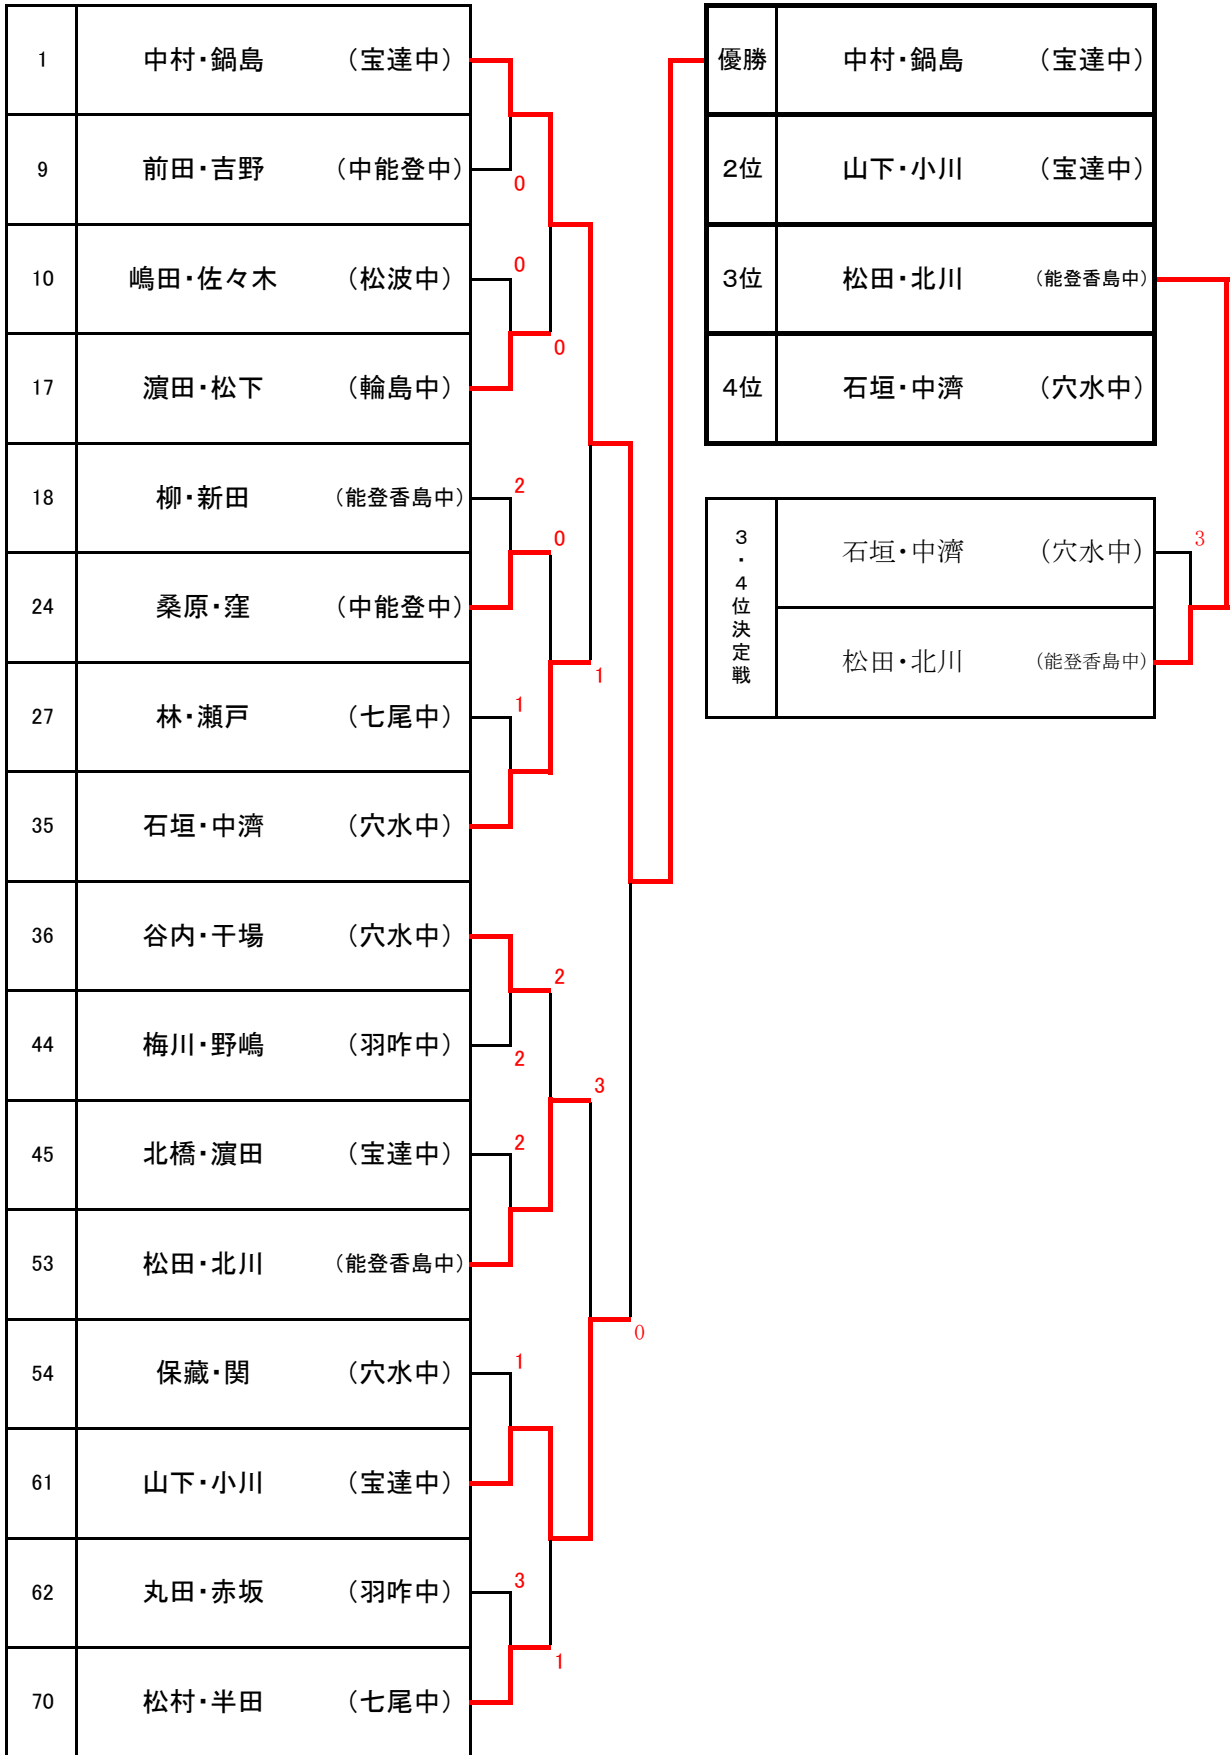 1 中村・鍋島 (宝達中)
9 前田・吉野 (中能登中)
0
10 嶋田・佐々木 (松波中)
0
17 濵田・松下 (輪島中)
0
18 柳・新田 (能登香島中)
2
0
24 桑原・窪 (中能登中)
1
27 林・瀬戸 (七尾中)
1
35 石垣・中濟 (穴水中)
36 谷内・干場 (穴水中)
2
44 梅川・野嶋 (羽咋中)
2
3
45 北橋・濵田 (宝達中)
2
53 松田・北川 (能登香島中)
0
54 保藏・関 (穴水中)
1
61 山下・小川 (宝達中)
62 丸田・赤坂 (羽咋中)
3
1
70 松村・半田 (七尾中)
優勝 中村・鍋島 (宝達中)
2位 山下・小川 (宝達中)
3位 松田・北川 (能登香島中)
4位 石垣・中濟 (穴水中)
3・4位決定戦
石垣・中濟 (穴水中)
3
松田・北川 (能登香島中)